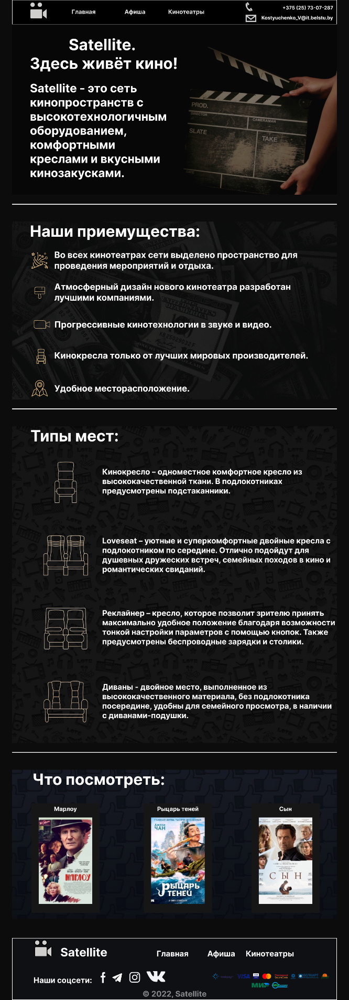 Главная Афиша Кинотеатры
+375 (25) 73-07-287
Kostyuchenko_V@it.belstu.by
Satellite.
Здесь живёт кино!
Satellite - это сеть
кинопространств с
высокотехнологичным
оборудованием,
комфортными
креслами и вкусными
кинозакусками.
PROD.
DIRECTOR
CAMERAMAN
SLATE
TAKE
DATE
Наши приемущества:
Во всех кинотеатрах сети выделено пространство для
проведения мероприятий и отдыха.
Атмосферный дизайн нового кинотеатра разработан
лучшими компаниями.
Прогрессивные кинотехнологии в звуке и видео.
Кинокресла только от лучших мировых производителей.
Удобное месторасположение.
Типы мест:
Кинокресло – одноместное комфортное кресло из
высококачественной ткани. В подлокотниках
предусмотрены подстаканники.
Loveseat – уютные и суперкомфортные двойные кресла с
подлокотником по середине. Отлично подойдут для
душевных дружеских встреч, семейных походов в кино и
романтических свиданий.
Реклайнер – кресло, которое позволит зрителю принять
максимально удобное положение благодаря возможности
тонкой настройки параметров с помощью кнопок. Также
предусмотрены беспроводные зарядки и столики.
Диваны - двойное место, выполненное из
высококачественного материала, без подлокотника
посередине, удобны для семейного просмотра, в наличии
с диванами-подушки.
Что посмотреть:
Марлоу
Рыцарь теней
Сын
МАРЛОУ
ГЛАВНАЯ БИТВА ТЫСЯЧИ ВСЕЛЕННЫХ
ДЖЕКИ
ЧАН
РЫЦАРЬ
ТЕНЕЙ
СЫН
Satellite
Главная Афиша Кинотеатры
Наши соцсети:
VISA
Mastercard
SecureCode
БЕЛКАРТ
МИР
© 2022, Satellite